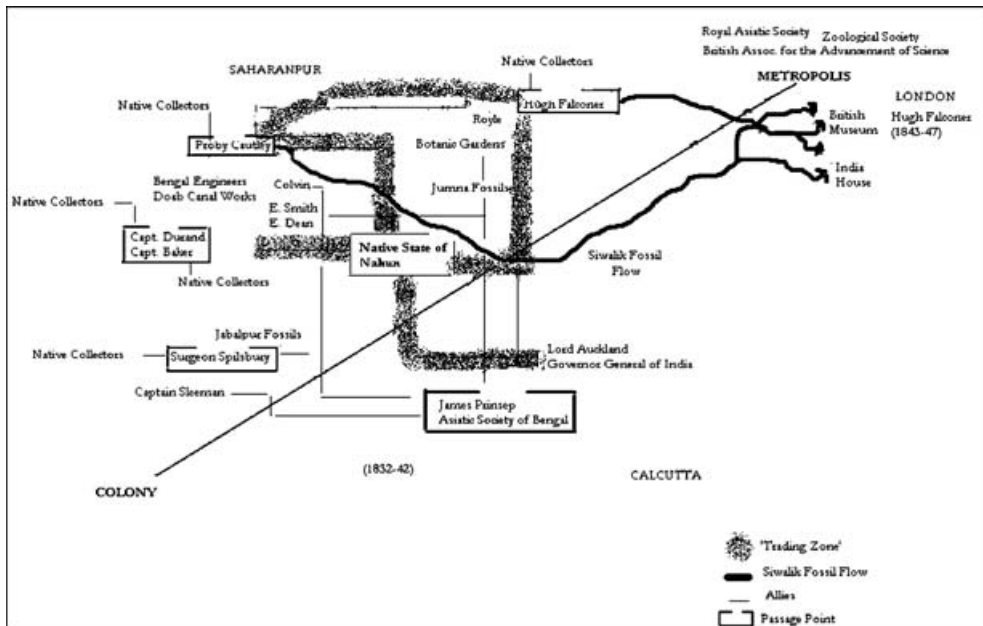 Royal Asiatic Society Zoological Society
British Assoc. for the Advancement of Science
METROPOLIS
SAHARANPUR
Native Collectors
Hugh Falconer
LONDON
Hugh Falconer
(1843-47)
British
Museum
India
House
Native Collectors
Royle
Proby Cautley
Botanic Gardens
Bengal Engineers
Doab Canal Works
Colvin
Jumna Fossils
E. Smith
E. Dean
Native Collectors
Capt. Durand
Capt. Baker
Native State of
Nahun
Native Collectors
Siwalik Fossil
Flow
Jabalpur Fossils
Native Collectors
Surgeon Spilsbury
Lord Auckland
Governor General of India
Captain Sleeman
James Prinsep
Asiatic Society of Bengal
(1832-42)
CALCUTTA
COLONY
'Trading Zone'
Siwalik Fossil Flow
Allies
Passage Point